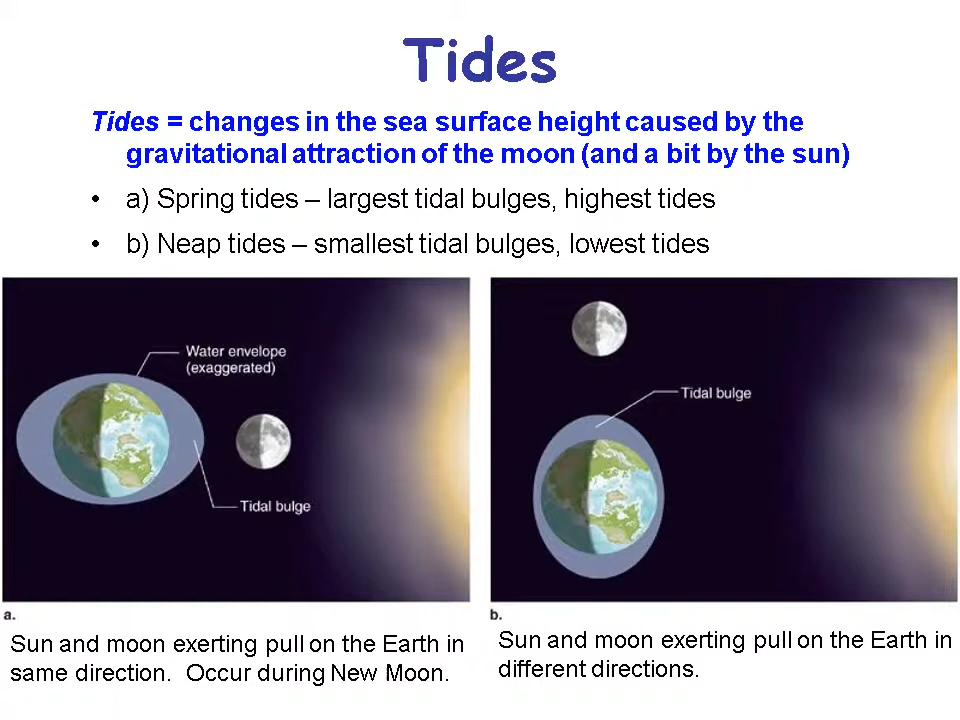 Tides
Tides = changes in the sea surface height caused by the
gravitational attraction of the moon (and a bit by the sun)
• a) Spring tides – largest tidal bulges, highest tides
• b) Neap tides – smallest tidal bulges, lowest tides
Water envelope
(exaggerated)
Tidal bulge
a.
Sun and moon exerting pull on the Earth in
same direction.  Occur during New Moon.
Tidal bulge
b.
Sun and moon exerting pull on the Earth in
different directions.